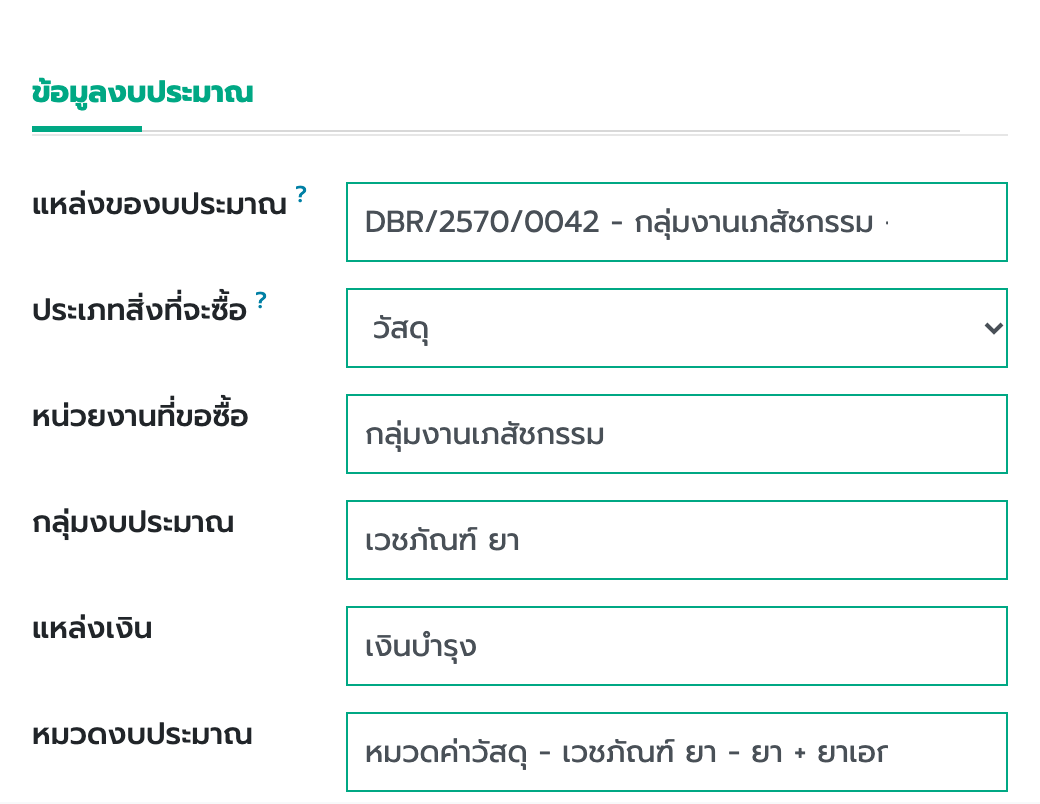 ข้อมูลงบประมาณ
แหล่งของบประมาณ ?
DBR/2570/0042 - กลุ่มงานเภสัชกรรม
ประเภทสิ่งที่จะซื้อ ?
วัสดุ
หน่วยงานที่ขอซื้อ
กลุ่มงานเภสัชกรรม
กลุ่มงบประมาณ
เวชภัณฑ์ ยา
แหล่งเงิน
เงินบำรุง
หมวดงบประมาณ
หมวดค่าวัสดุ - เวชภัณฑ์ ยา - ยา +